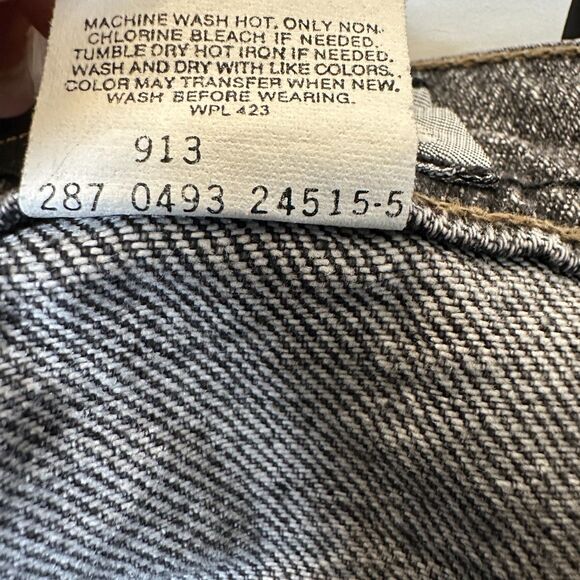 MACHINE WASH HOT, ONLY NON-
CHLORINE BLEACH IF NEEDED.
TUMBLE DRY HOT IRON IF NEEDED.
WASH AND DRY WITH LIKE COLORS.
COLOR MAY TRANSFER WHEN NEW.
WASH BEFORE WEARING.
WPL 423
913
287 0493 24515-5